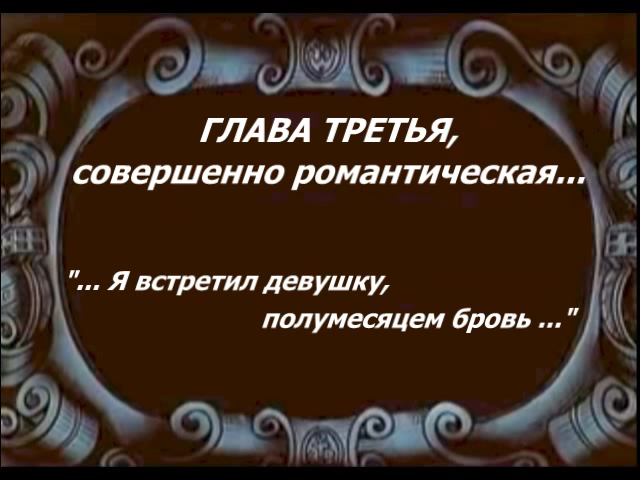 ГЛАВА ТРЕТЬЯ,
совершенно романтическая...
"... Я встретил девушку,
полумесяцем бровь ..."